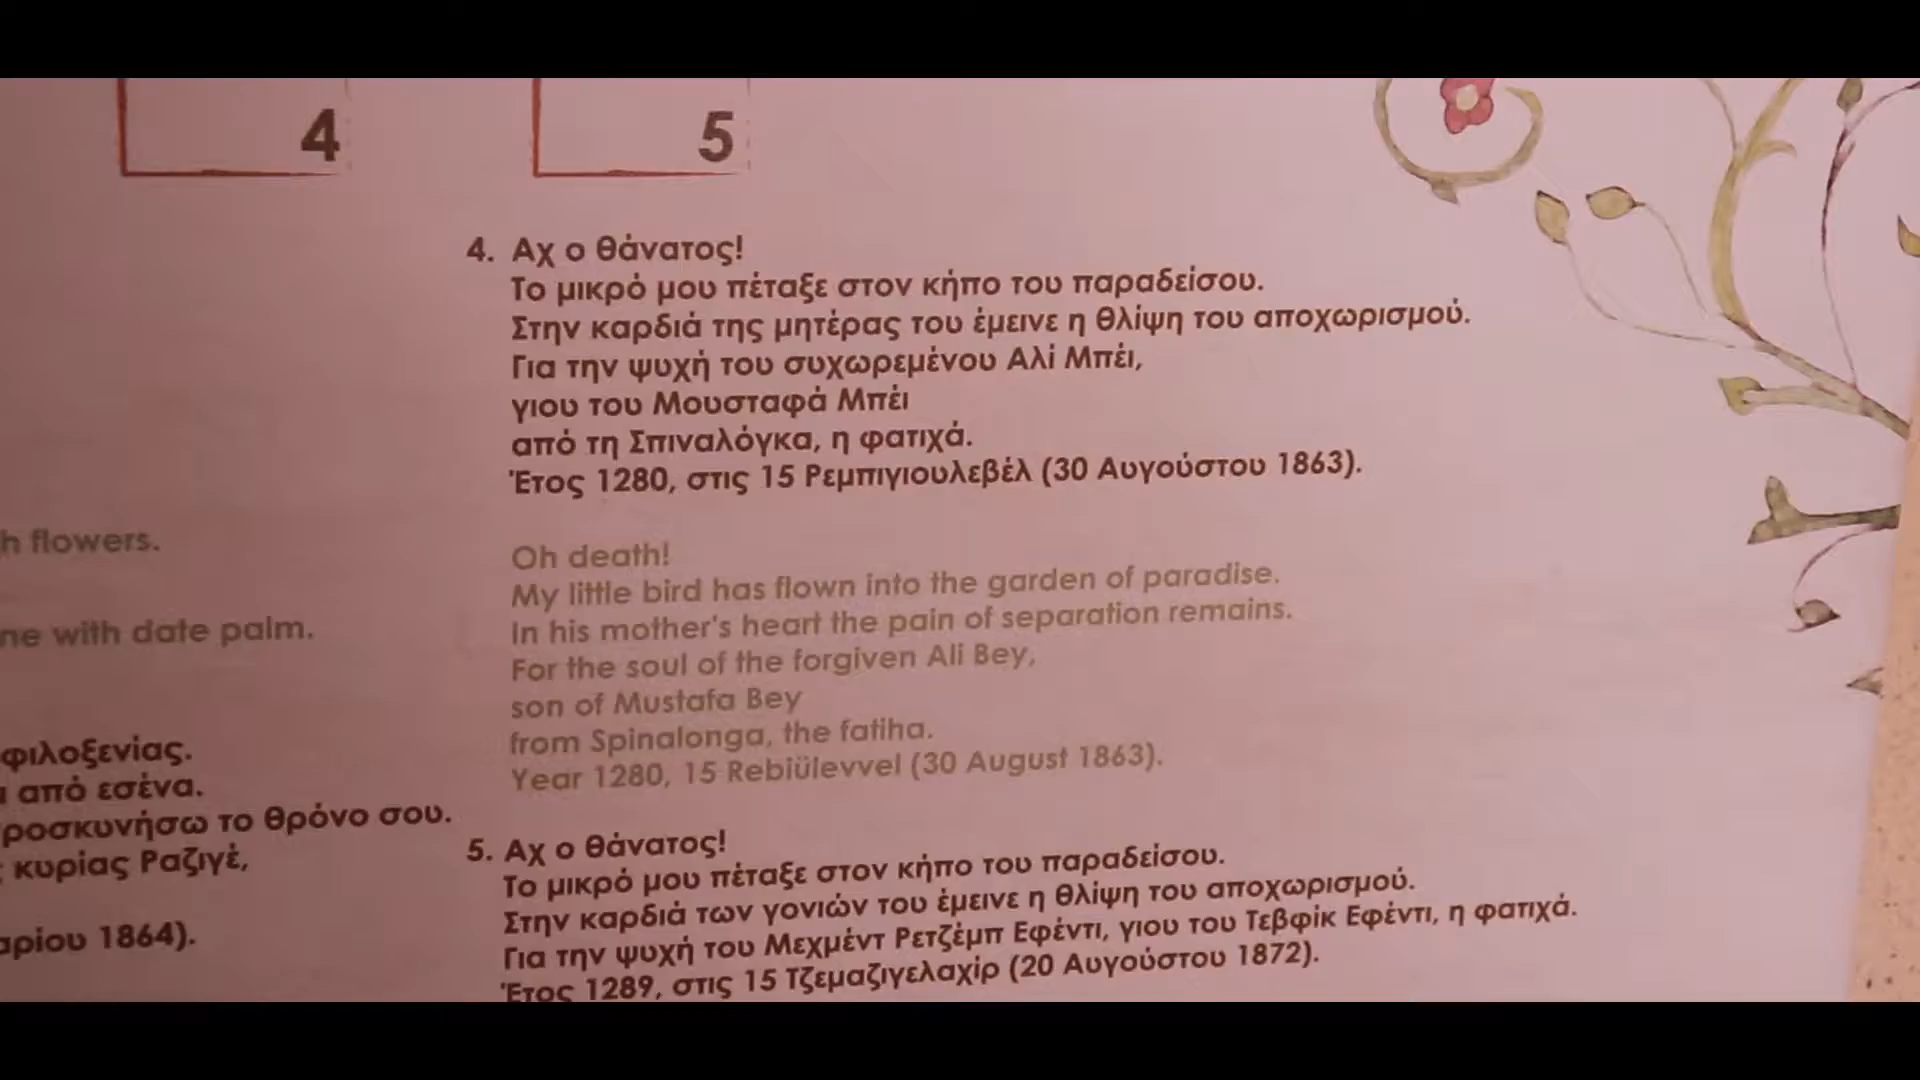 4
5
h flowers.
ne with date palm.
φιλοξενίας.
από εσένα.
ροσκυνήσω το θρόνο σου.
κυρίας Ραζιγέ,
αρίου 1864).
4. Αχ ο θάνατος!
Το μικρό μου πέταξε στον κήπο του παραδείσου.
Στην καρδιά της μητέρας του έμεινε η θλίψη του αποχωρισμού.
Για την ψυχή του συχωρεμένου Αλί Μπέι,
γιου του Μουσταφά Μπέι
από τη Σπιναλόγκα, η φατιχά.
Έτος 1280, στις 15 Ρεμπιγιουλεβέλ (30 Αυγούστου 1863).
Oh death!
My little bird has flown into the garden of paradise.
In his mother's heart the pain of separation remains.
For the soul of the forgiven Ali Bey,
son of Mustafa Bey
from Spinalonga, the fatiha.
Year 1280, 15 Rebiülevvel (30 August 1863).
5. Αχ ο θάνατος!
Το μικρό μου πέταξε στον κήπο του παραδείσου.
Στην καρδιά των γονιών του έμεινε η θλίψη του αποχωρισμού.
Για την ψυχή του Μεχμέντ Ρετζέμπ Εφέντι, γιου του Τεβφίκ Εφέντι, η φατιχά.
Έτος 1289, στις 15 Τζεμαζιγελαχίρ (20 Αυγούστου 1872).